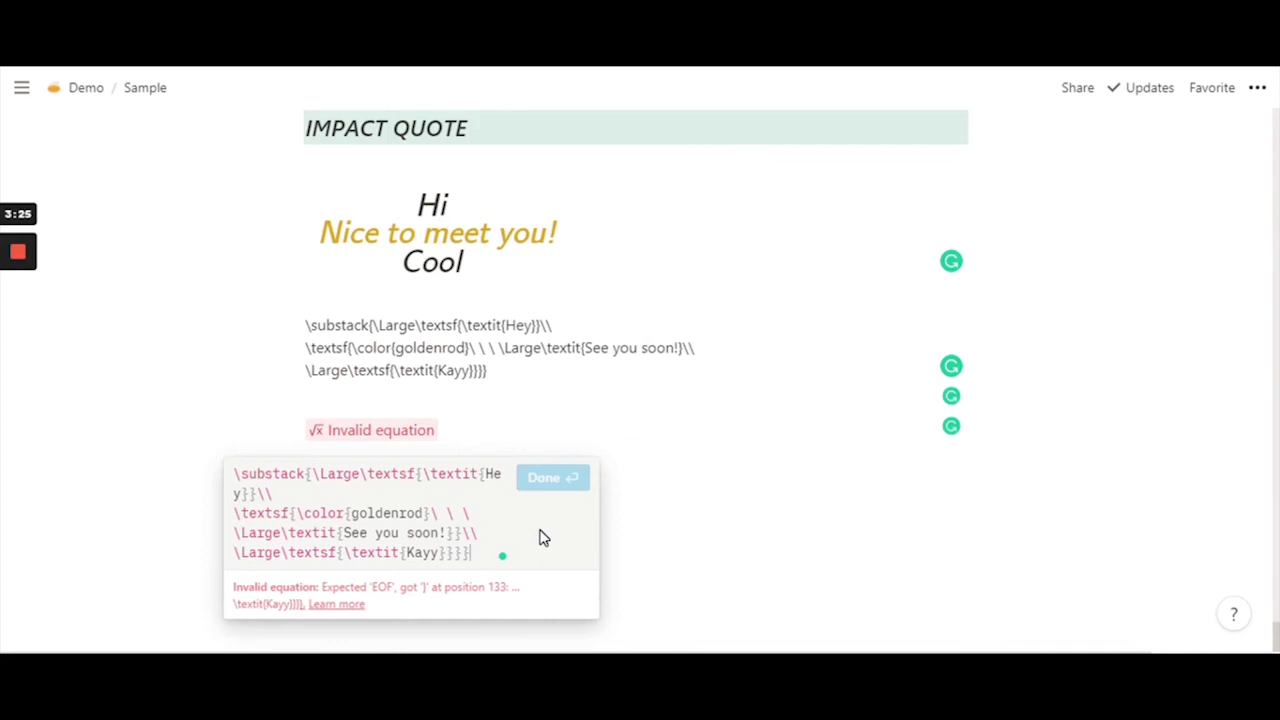 Demo / Sample
Share ✓ Updates Favorite •••
IMPACT QUOTE
3:25
Hi
Nice to meet you!
Cool
\substack{\Large\textsf{\textit{Hey}}\\
\textsf{\color{goldenrod}\ \ \ \Large\textit{See you soon!}\\
\Large\textsf{\textit{Kayy}}}}
√x Invalid equation
\substack{\Large\textsf{\textit{He
y}}\\
\textsf{\color{goldenrod}\ \ \
\Large\textit{See you soon!}}\\
\Large\textsf{\textit{Kayy}}}}
Done
Invalid equation: Expected 'EOF', got '}' at position 133: ...
\textit{Kayy}}}}. Learn more
?